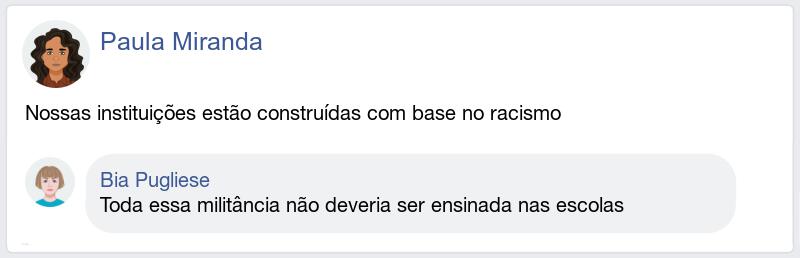 Paula Miranda
Nossas instituições estão construídas com base no racismo
Bia Pugliese
Toda essa militância não deveria ser ensinada nas escolas